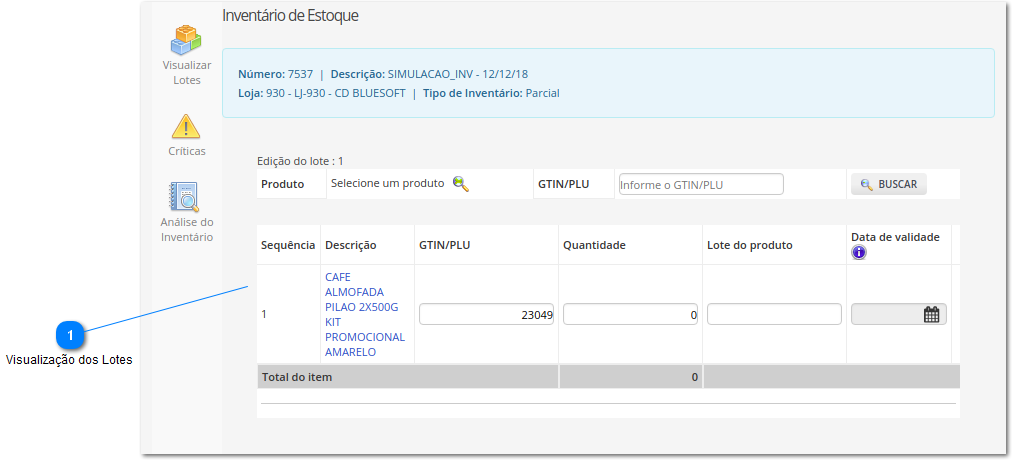 Inventário de Estoque
Visualizar
Lotes
Número: 7537 | Descrição: SIMULACAO_INV - 12/12/18
Loja: 930 - LJ-930 - CD BLUESOFT | Tipo de Inventário: Parcial
Críticas
Análise do
Inventário
Edição do lote : 1
Produto Selecione um produto GTIN/PLU Informe o GTIN/PLU BUSCAR
Sequência Descrição GTIN/PLU Quantidade Lote do produto Data de validade
1 CAFE
ALMOFADA
PILAO 2X500G
KIT
PROMOCIONAL
AMARELO
23049 0
Total do item 0
1
Visualização dos Lotes